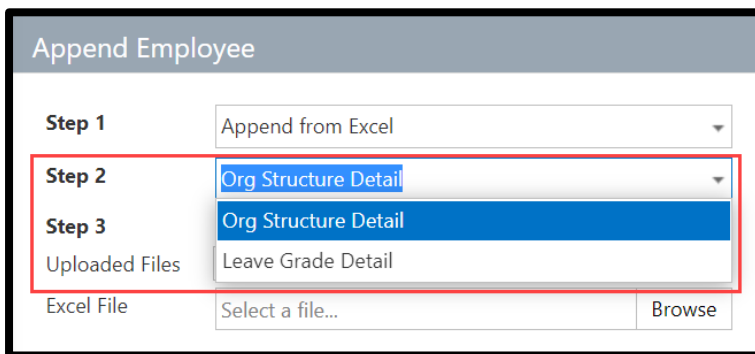 Append Employee
Step 1 Append from Excel
Step 2 Org Structure Detail
Step 3 Org Structure Detail
Uploaded Files Leave Grade Detail
Excel File Select a file... Browse